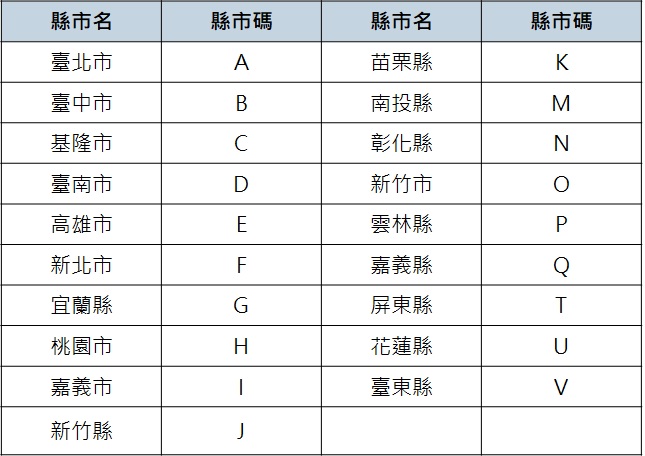 縣市名 縣市碼 縣市名 縣市碼
臺北市 A 苗栗縣 K
臺中市 B 南投縣 M
基隆市 C 彰化縣 N
臺南市 D 新竹市 O
高雄市 E 雲林縣 P
新北市 F 嘉義縣 Q
宜蘭縣 G 屏東縣 T
桃園市 H 花蓮縣 U
嘉義市 I 臺東縣 V
新竹縣 J